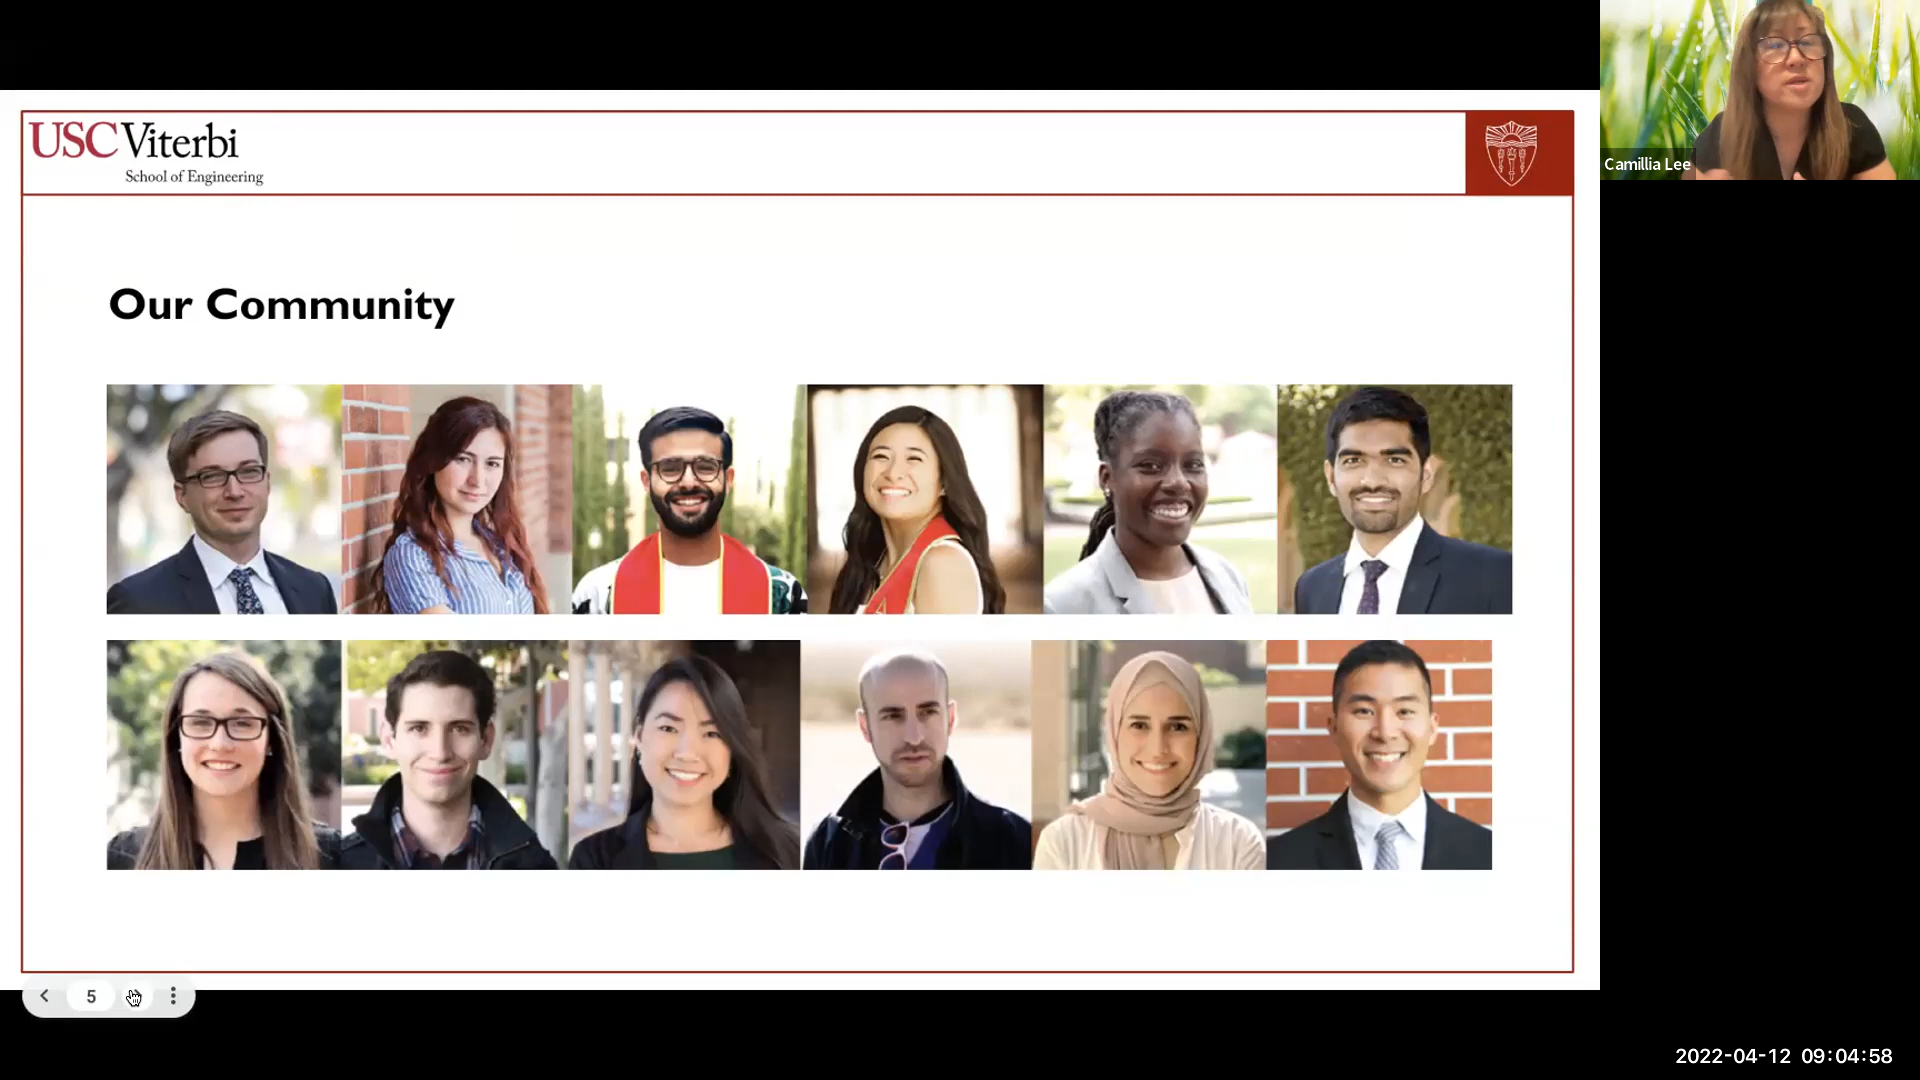 USC Viterbi
School of Engineering
Camillia Lee
Our Community
5
2022-04-12 09:04:58